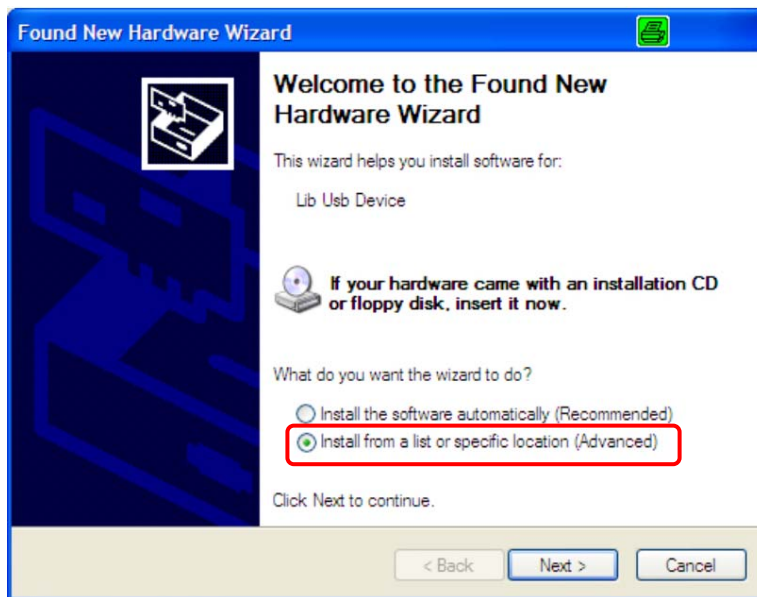 Found New Hardware Wizard
Welcome to the Found New
Hardware Wizard
This wizard helps you install software for:
Lib Usb Device
If your hardware came with an installation CD
or floppy disk, insert it now.
What do you want the wizard to do?
Install the software automatically (Recommended)
Install from a list or specific location (Advanced)
Click Next to continue.
< Back Next > Cancel